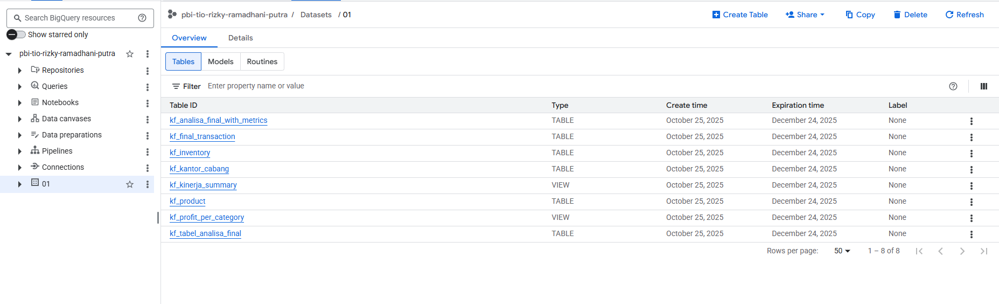 Search BigQuery resources
Show starred only
pbi-tio-rizky-ramadhani-putra
Repositories
Queries
Notebooks
Data canvases
Data preparations
Pipelines
Connections
01
pbi-tio-rizky-ramadhani-putra / Datasets / 01
Create Table Share Copy Delete Refresh
Overview Details
Tables Models Routines
Filter Enter property name or value
Table ID Type Create time Expiration time Label
kf_analisa_final_with_metrics TABLE October 25, 2025 December 24, 2025 None
kf_final_transaction TABLE October 25, 2025 December 24, 2025 None
kf_inventory TABLE October 25, 2025 December 24, 2025 None
kf_kantor_cabang TABLE October 25, 2025 December 24, 2025 None
kf_kinerja_summary VIEW October 25, 2025 December 24, 2025 None
kf_product TABLE October 25, 2025 December 24, 2025 None
kf_profit_per_category VIEW October 25, 2025 December 24, 2025 None
kf_tabel_analisa_final TABLE October 25, 2025 December 24, 2025 None
Rows per page: 50 1 – 8 of 8